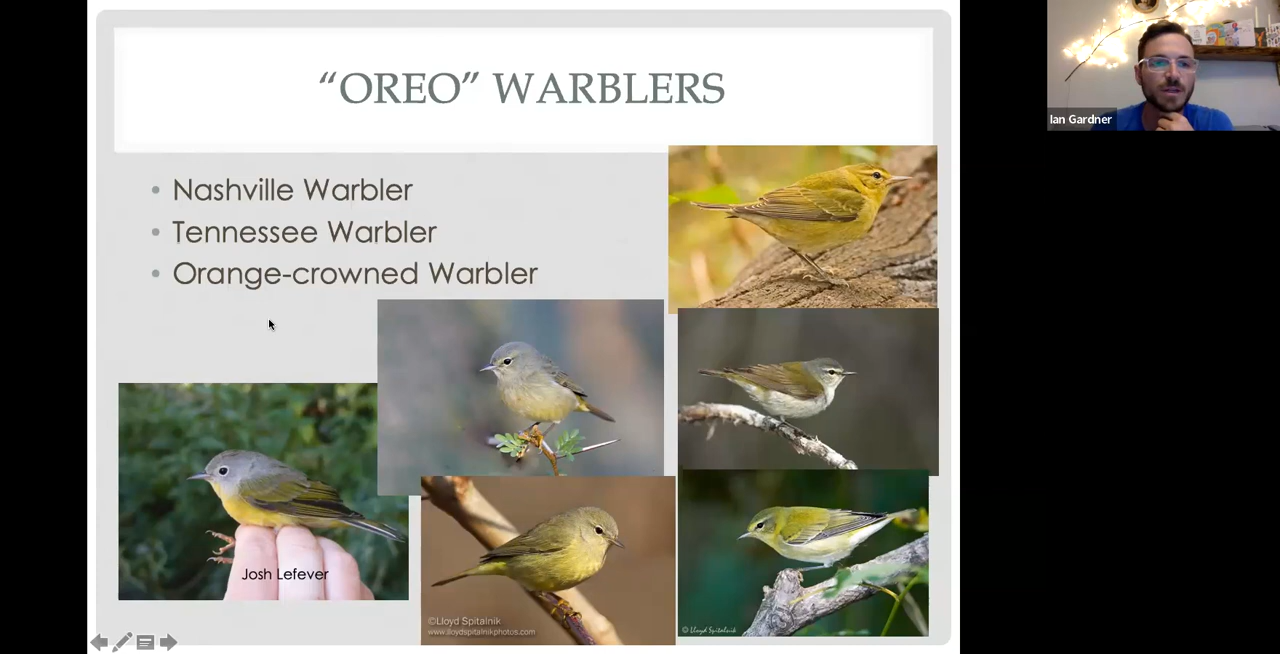 “OREO” WARBLERS
Ian Gardner
• Nashville Warbler
• Tennessee Warbler
• Orange-crowned Warbler
Josh Lefever
©Lloyd Spitalnik
www.lloydspitalnikphotos.com
© Lloyd Spitalnik